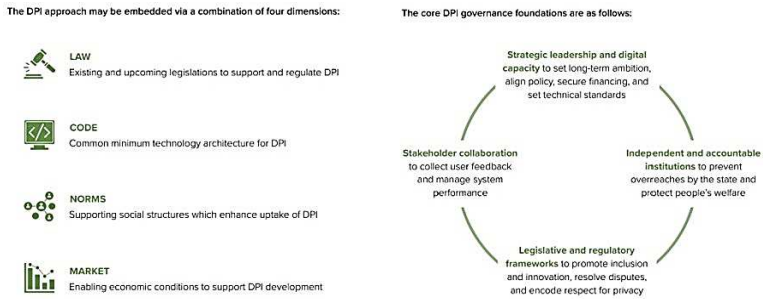 The DPI approach may be embedded via a combination of four dimensions:
LAW
Existing and upcoming legislations to support and regulate DPI
</>
CODE
Common minimum technology architecture for DPI
NORMS
Supporting social structures which enhance uptake of DPI
MARKET
Enabling economic conditions to support DPI development
The core DPI governance foundations are as follows:
Strategic leadership and digital
capacity to set long-term ambition,
align policy, secure financing, and
set technical standards
Stakeholder collaboration
to collect user feedback
and manage system
performance
Independent and accountable
institutions to prevent
overreaches by the state and
protect people's welfare
Legislative and regulatory
frameworks to promote inclusion
and innovation, resolve disputes,
and encode respect for privacy